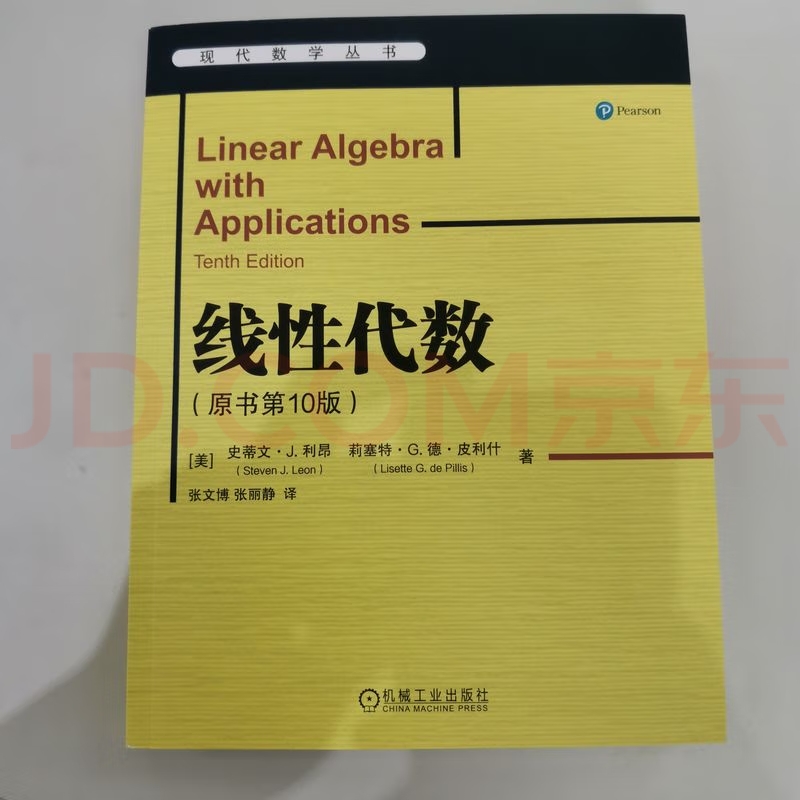 现代数学丛书
Pearson
Linear Algebra
with
Applications
Tenth Edition
线性代数
JD.COM京东
（原书第10版）
[美] 史蒂文·J. 利昂 莉塞特·G. 德·皮利什 著
(Steven J. Leon) (Lisette G. de Pillis)
张文博 张丽静 译
机械工业出版社
CHINA MACHINE PRESS